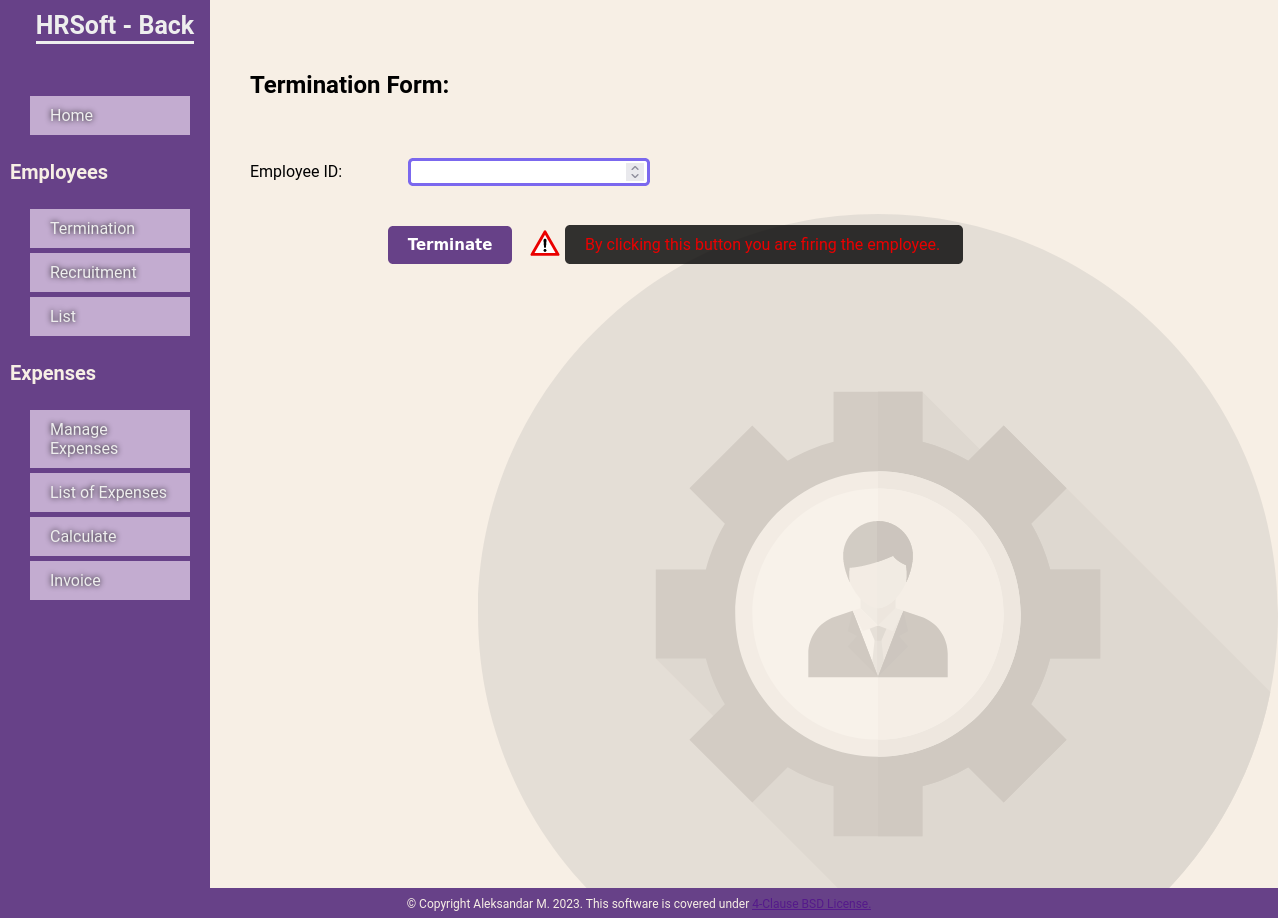 HRSoft - Back
Home
Employees
Termination
Recruitment
List
Expenses
Manage
Expenses
List of Expenses
Calculate
Invoice
Termination Form:
Employee ID:
Terminate
By clicking this button you are firing the employee.
© Copyright Aleksandar M. 2023. This software is covered under 4-Clause BSD License.